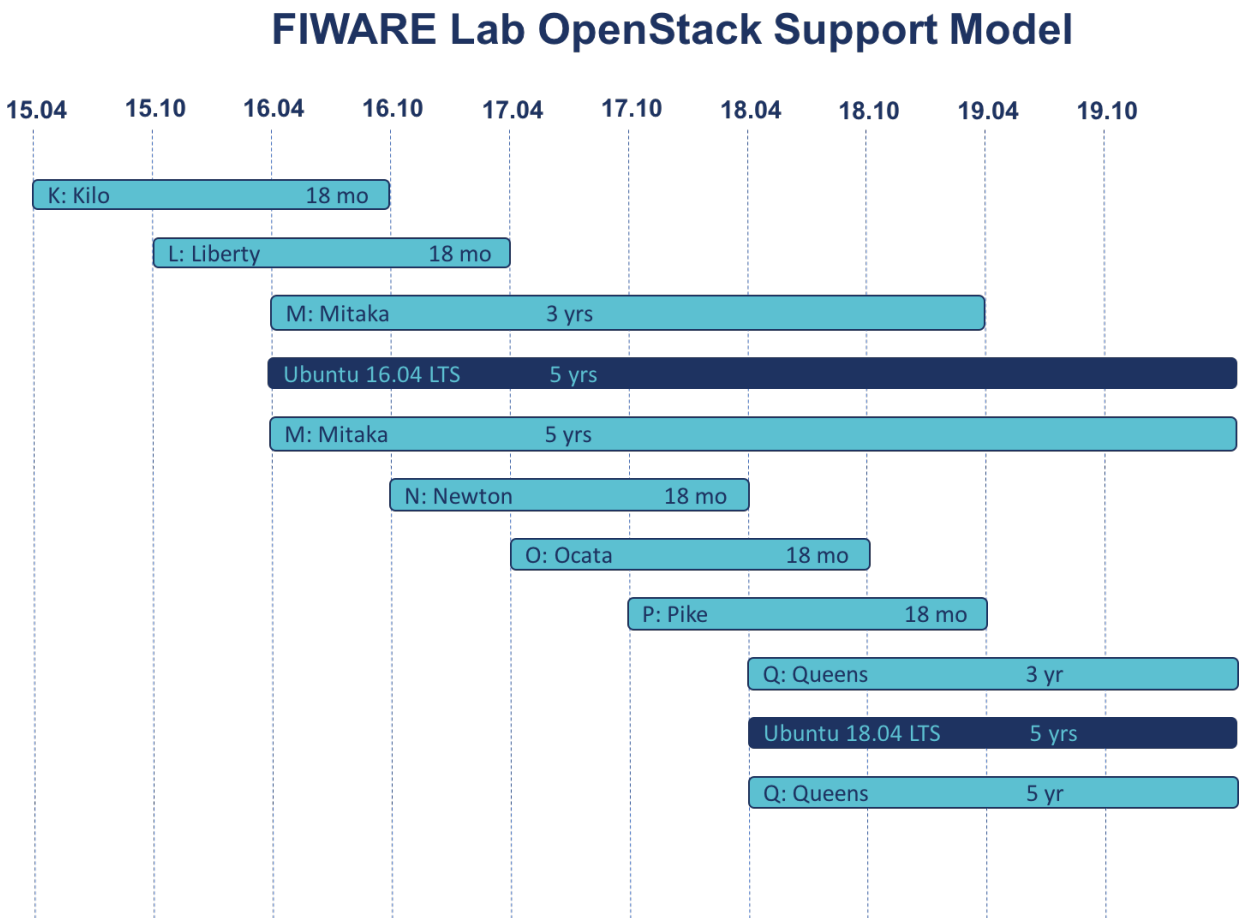 FIWARE Lab OpenStack Support Model
15.04 15.10 16.04 16.10 17.04 17.10 18.04 18.10 19.04 19.10
K: Kilo 18 mo
L: Liberty 18 mo
M: Mitaka 3 yrs
Ubuntu 16.04 LTS 5 yrs
M: Mitaka 5 yrs
N: Newton 18 mo
O: Ocata 18 mo
P: Pike 18 mo
Q: Queens 3 yr
Ubuntu 18.04 LTS 5 yrs
Q: Queens 5 yr